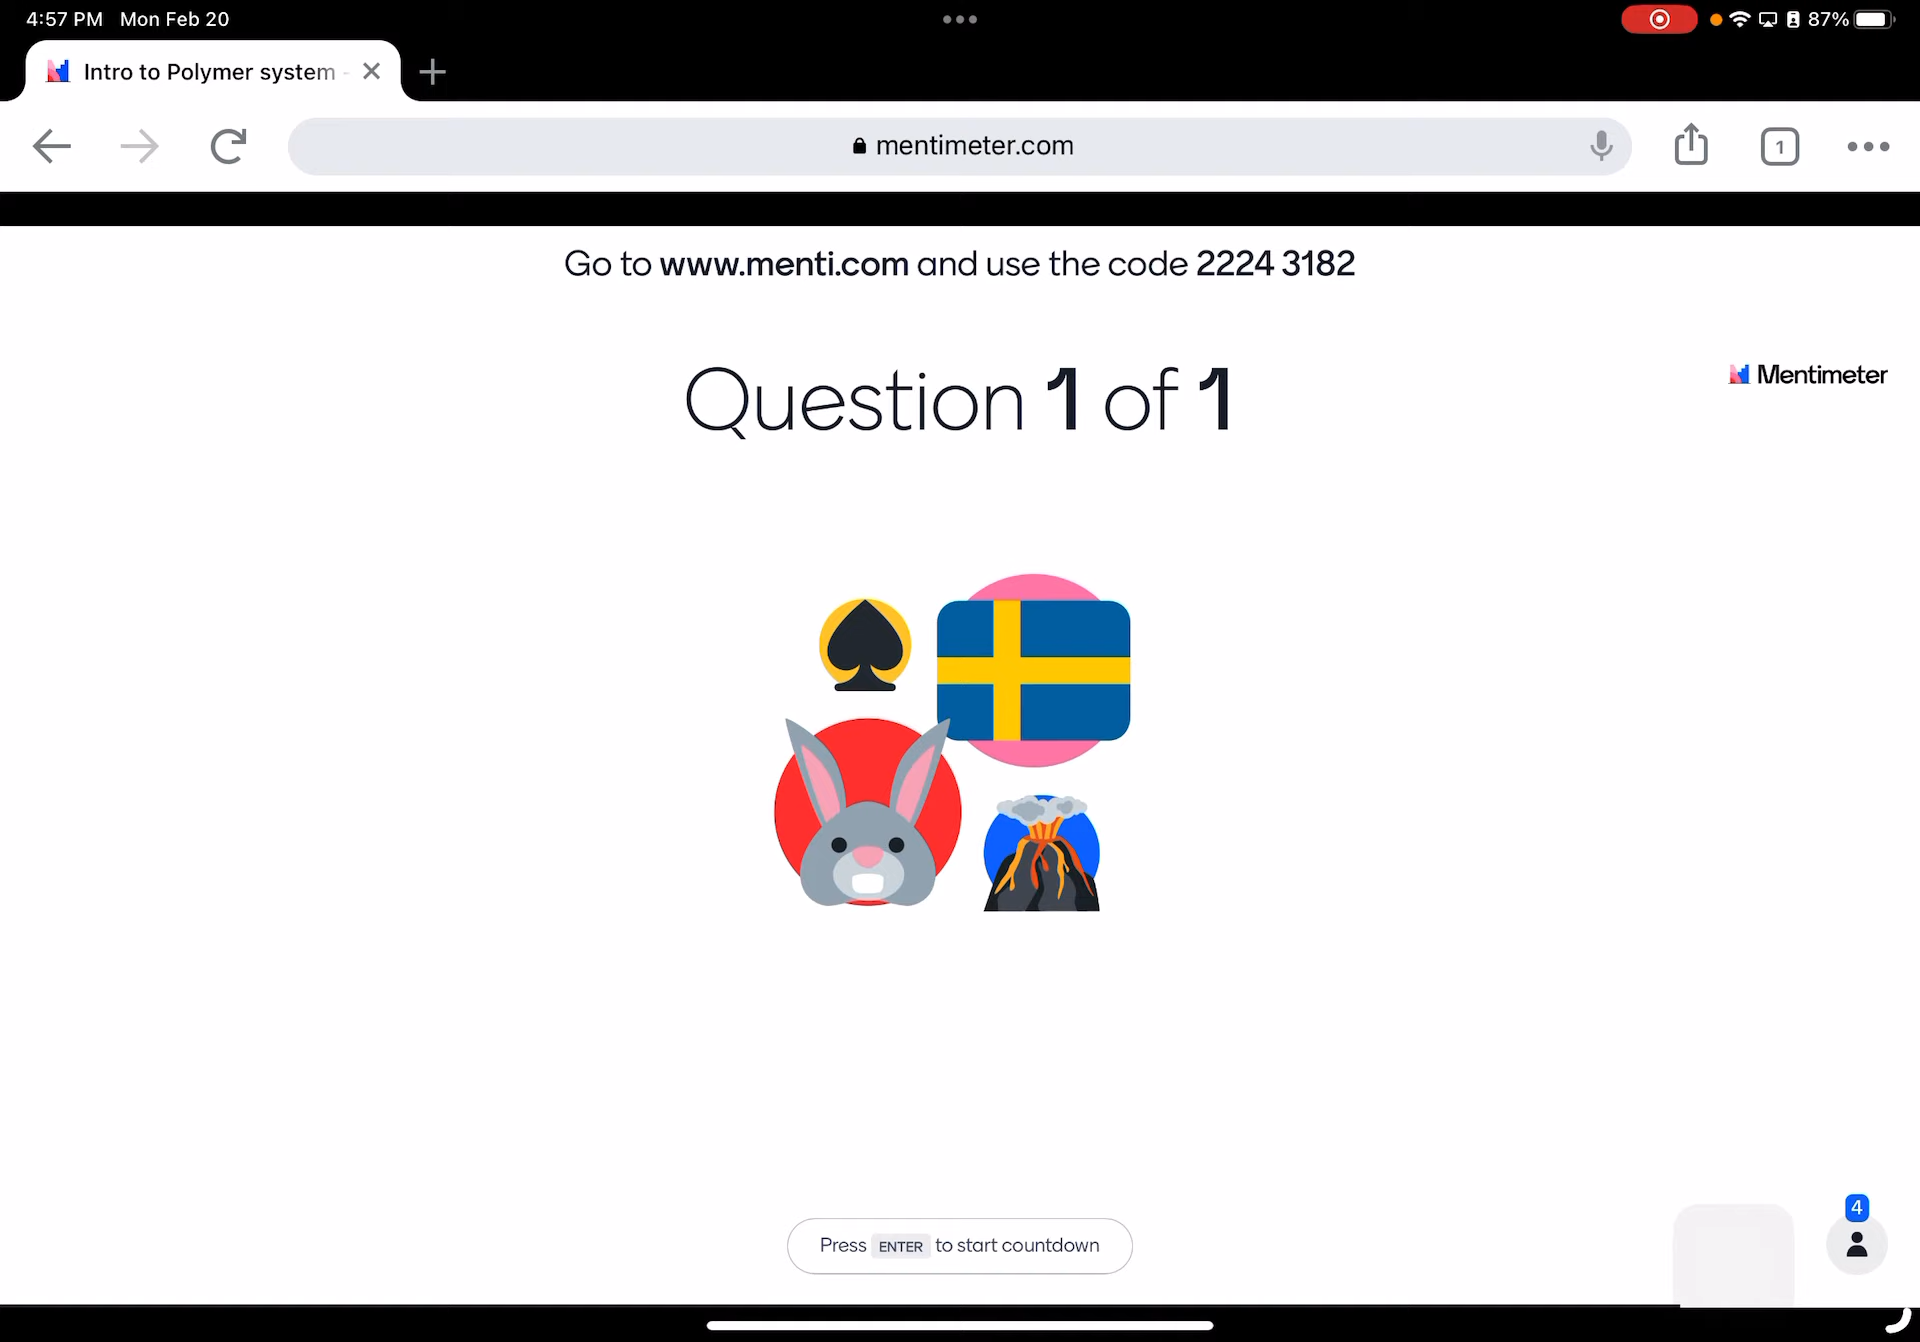 4:57 PM Mon Feb 20
87%
Intro to Polymer system -
mentimeter.com
1
Go to www.menti.com and use the code 2224 3182
Question 1 of 1
Mentimeter
Press ENTER to start countdown
4